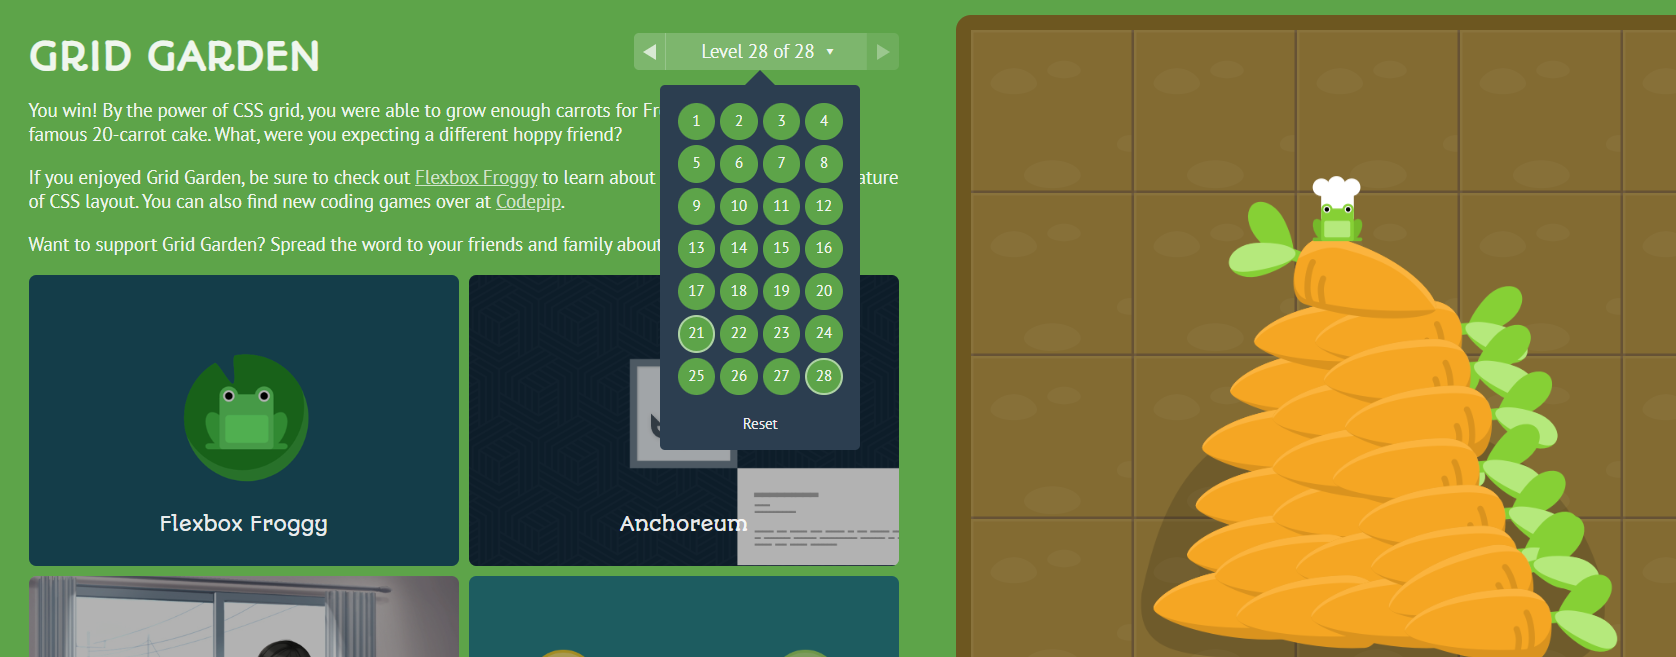 GRID GARDEN
Level 28 of 28
You win! By the power of CSS grid, you were able to grow enough carrots for
famous 20-carrot cake. What, were you expecting a different hoppy friend?
If you enjoyed Grid Garden, be sure to check out Flexbox Froggy to learn about
of CSS layout. You can also find new coding games over at Codepip.
Want to support Grid Garden? Spread the word to your friends and family about
1 2 3 4
5 6 7 8
9 10 11 12
13 14 15 16
17 18 19 20
21 22 23 24
25 26 27 28
Reset
Flexbox Froggy
Anchoreum